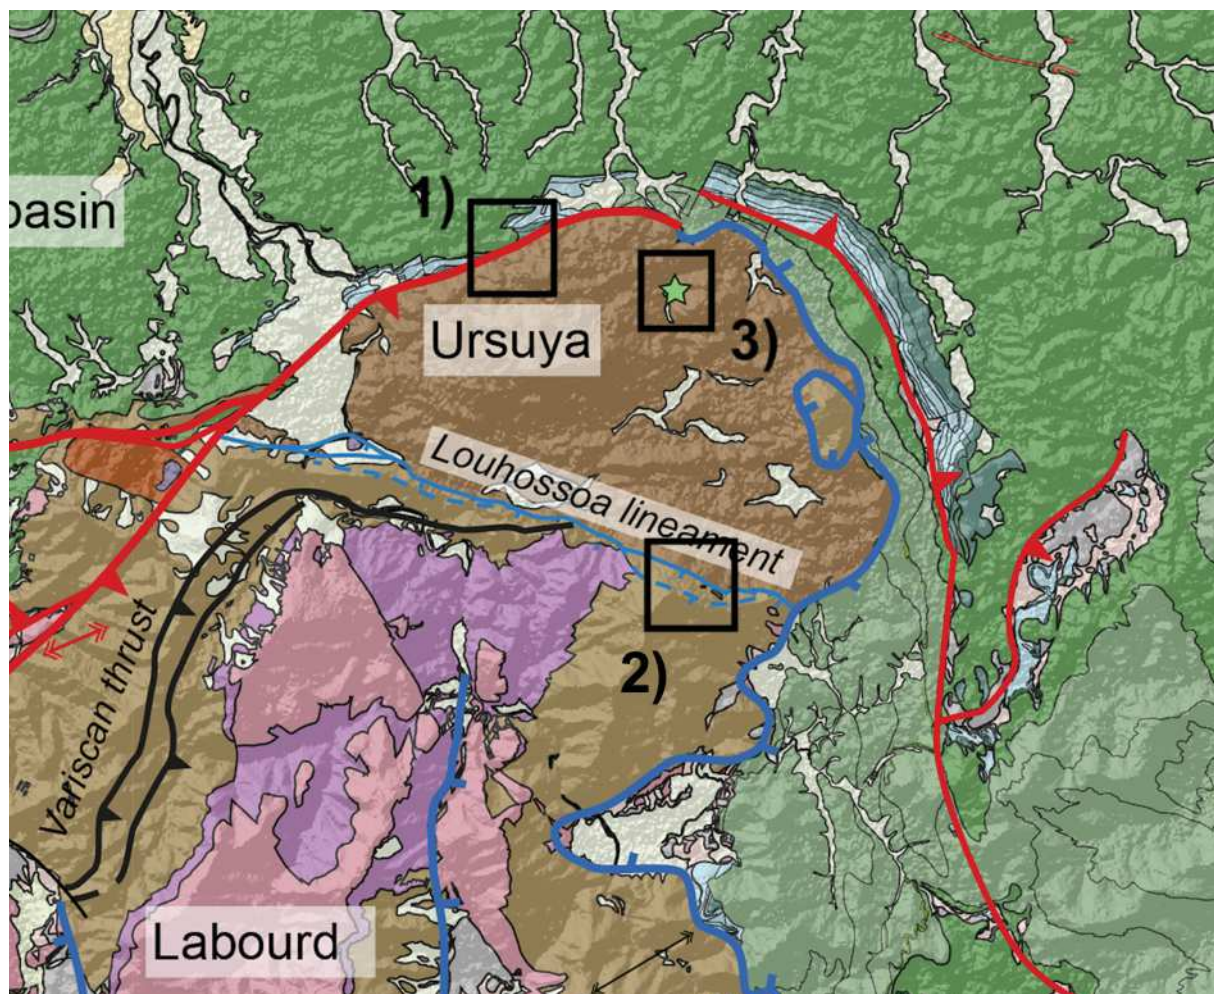 1)
basin
Ursuya
3)
Louhossoa lineament
2)
Variscan thrust
Labourd